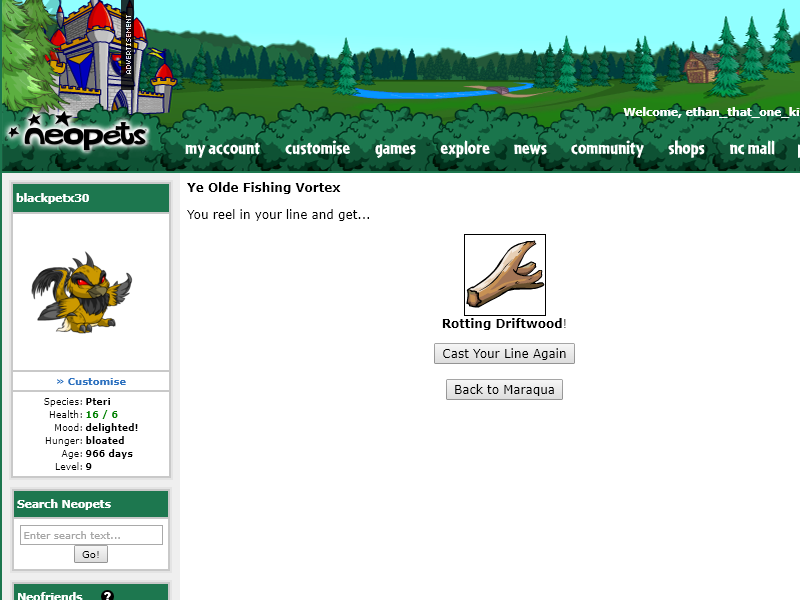 ADVERTISEMENT
neopets
Welcome, ethan_that_one_ki
my account customise games explore news community shops nc mall
blackpetx30
» Customise
Species: Pteri
Health: 16 / 6
Mood: delighted!
Hunger: bloated
Age: 966 days
Level: 9
Search Neopets
Enter search text...
Go!
Neofriends ?
Ye Olde Fishing Vortex
You reel in your line and get...
Rotting Driftwood!
Cast Your Line Again
Back to Maraqua